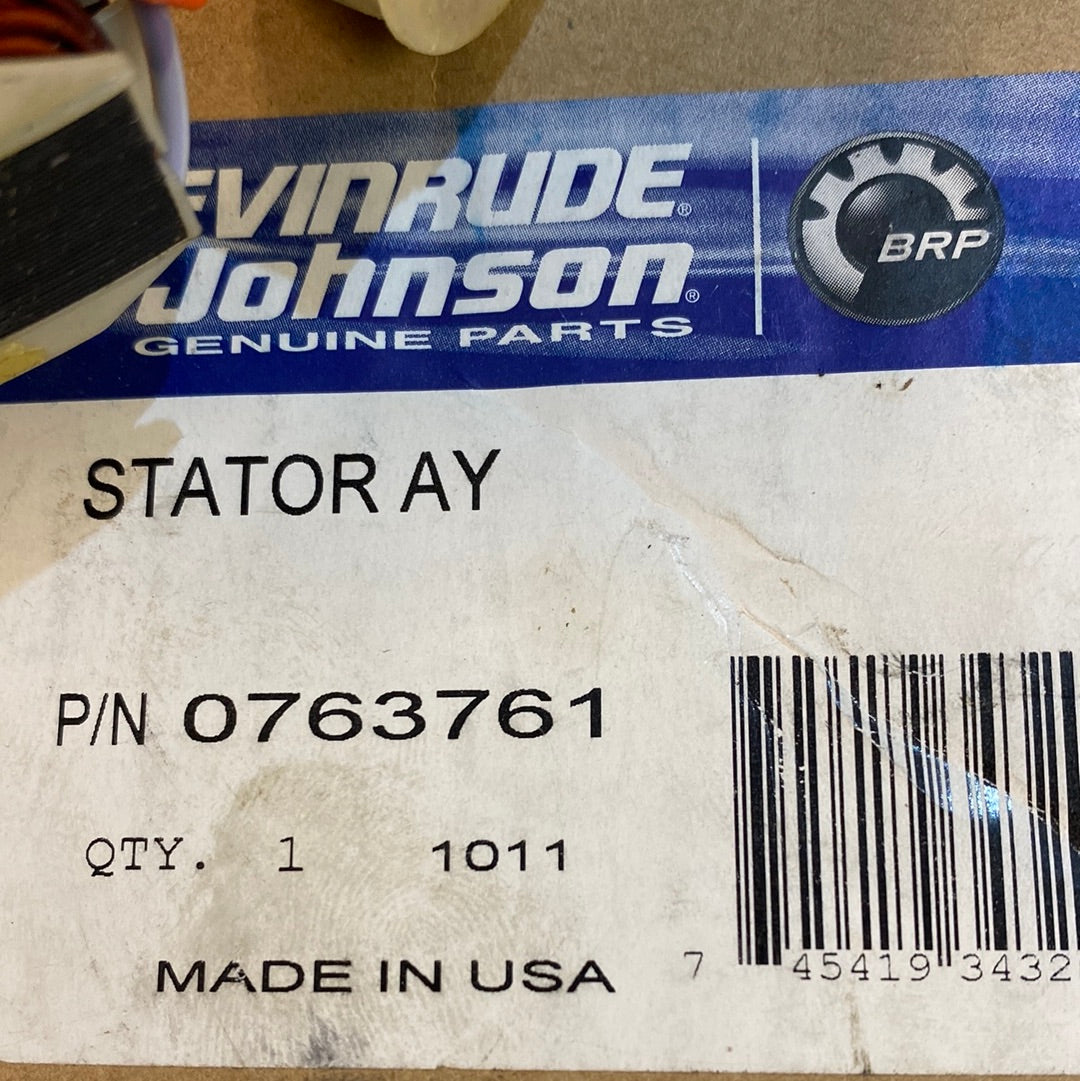 EVINRUDE®
Johnson®
GENUINE PARTS
BRP
STATOR AY
P/N 0763761
QTY. 1 1011
MADE IN USA
7 45419 3432